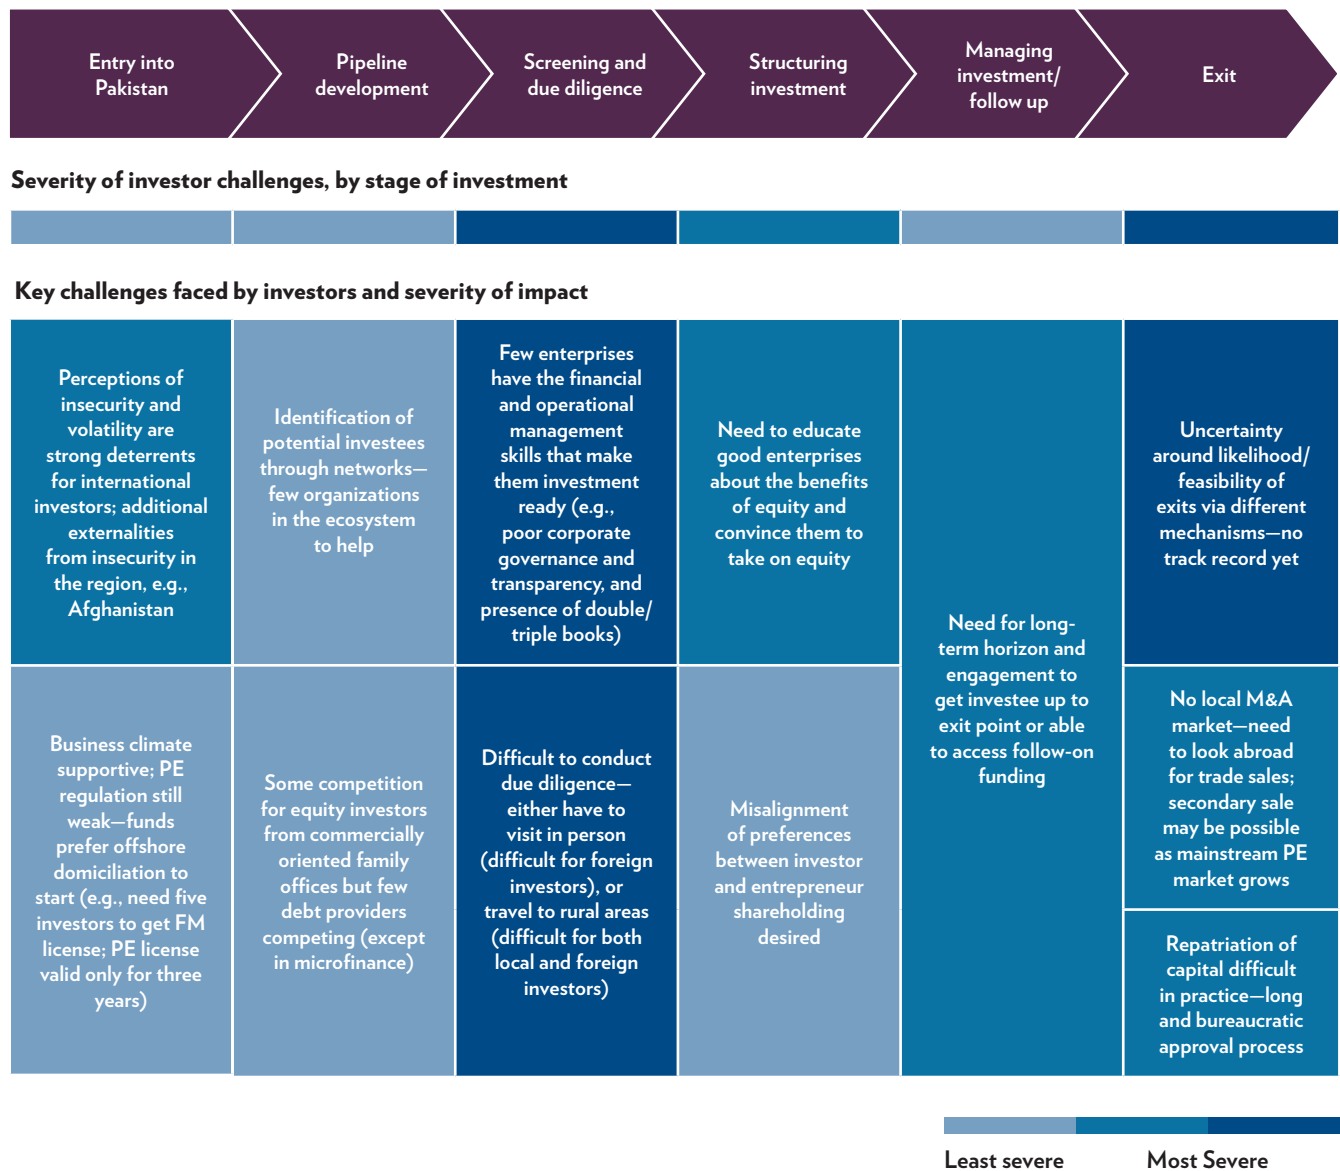 Entry into
Pakistan
Pipeline
development
Screening and
due diligence
Structuring
investment
Managing
investment/
follow up
Exit
Severity of investor challenges, by stage of investment
Key challenges faced by investors and severity of impact
Perceptions of
insecurity and
volatility are
strong deterrents
for international
investors; additional
externalities
from insecurity in
the region, e.g.,
Afghanistan
Business climate
supportive; PE
regulation still
weak—funds
prefer offshore
domiciliation to
start (e.g., need five
investors to get FM
license; PE license
valid only for three
years)
Identification of
potential investees
through networks—
few organizations
in the ecosystem
to help
Some competition
for equity investors
from commercially
oriented family
offices but few
debt providers
competing (except
in microfinance)
Few enterprises
have the financial
and operational
management
skills that make
them investment
ready (e.g.,
poor corporate
governance and
transparency, and
presence of double/
triple books)
Difficult to conduct
due diligence—
either have to
visit in person
(difficult for foreign
investors), or
travel to rural areas
(difficult for both
local and foreign
investors)
Need to educate
good enterprises
about the benefits
of equity and
convince them to
take on equity
Misalignment
of preferences
between investor
and entrepreneur
shareholding
desired
Need for long-
term horizon and
engagement to
get investee up to
exit point or able
to access follow-on
funding
Uncertainty
around likelihood/
feasibility of
exits via different
mechanisms—no
track record yet
No local M&A
market—need
to look abroad
for trade sales;
secondary sale
may be possible
as mainstream PE
market grows
Repatriation of
capital difficult
in practice—long
and bureaucratic
approval process
Least severe
Most Severe